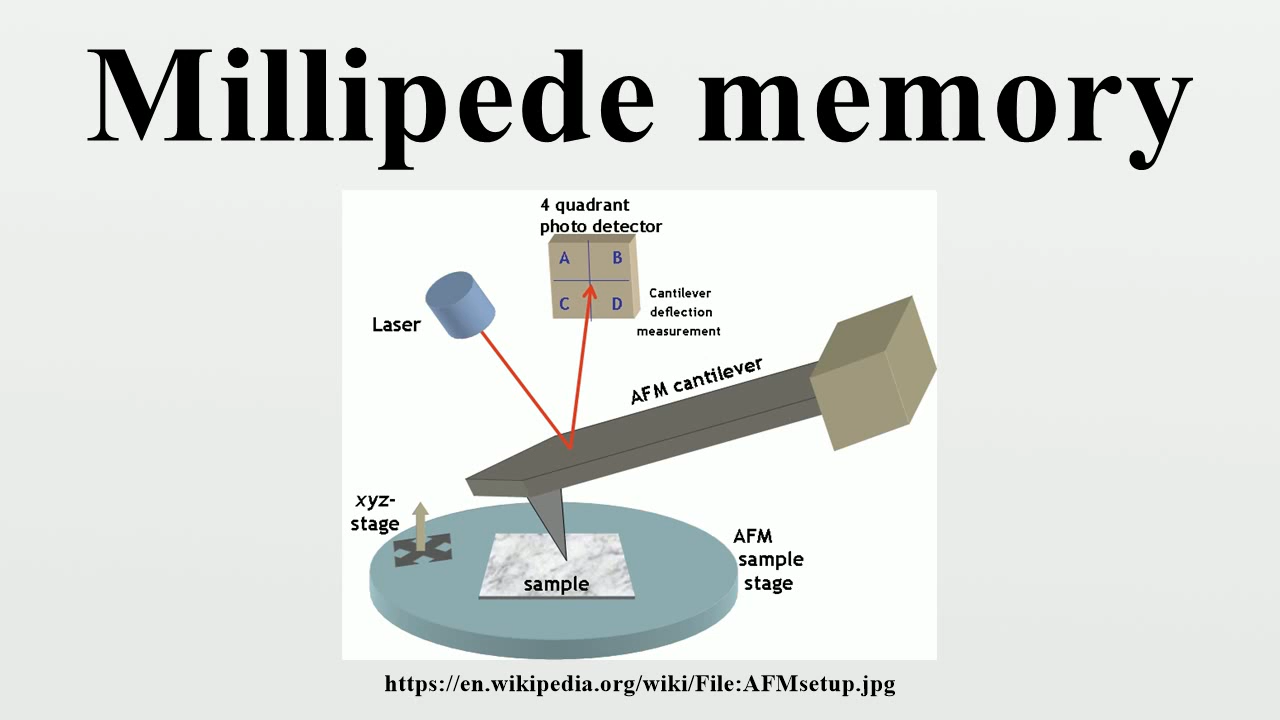 Millipede memory
4 quadrant
photo detector
A B
C D
Cantilever
deflection
measurement
Laser
AFM cantilever
xyz-
stage
AFM
sample
stage
sample
https://en.wikipedia.org/wiki/File:AFMsetup.jpg